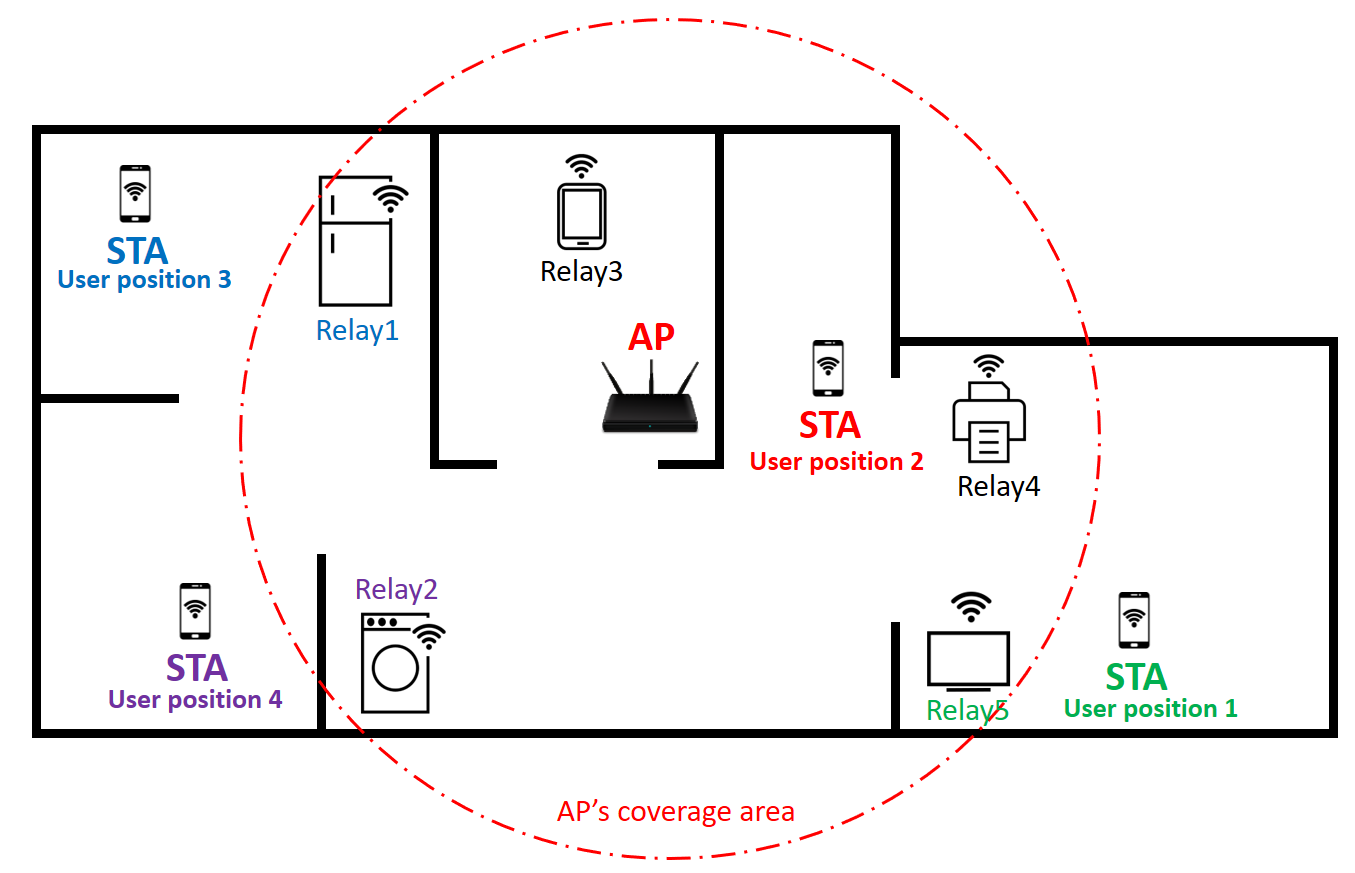 STA
User position 3
Relay1
Relay3
AP
STA
User position 2
Relay4
Relay2
STA
User position 4
Relay5
STA
User position 1
AP's coverage area